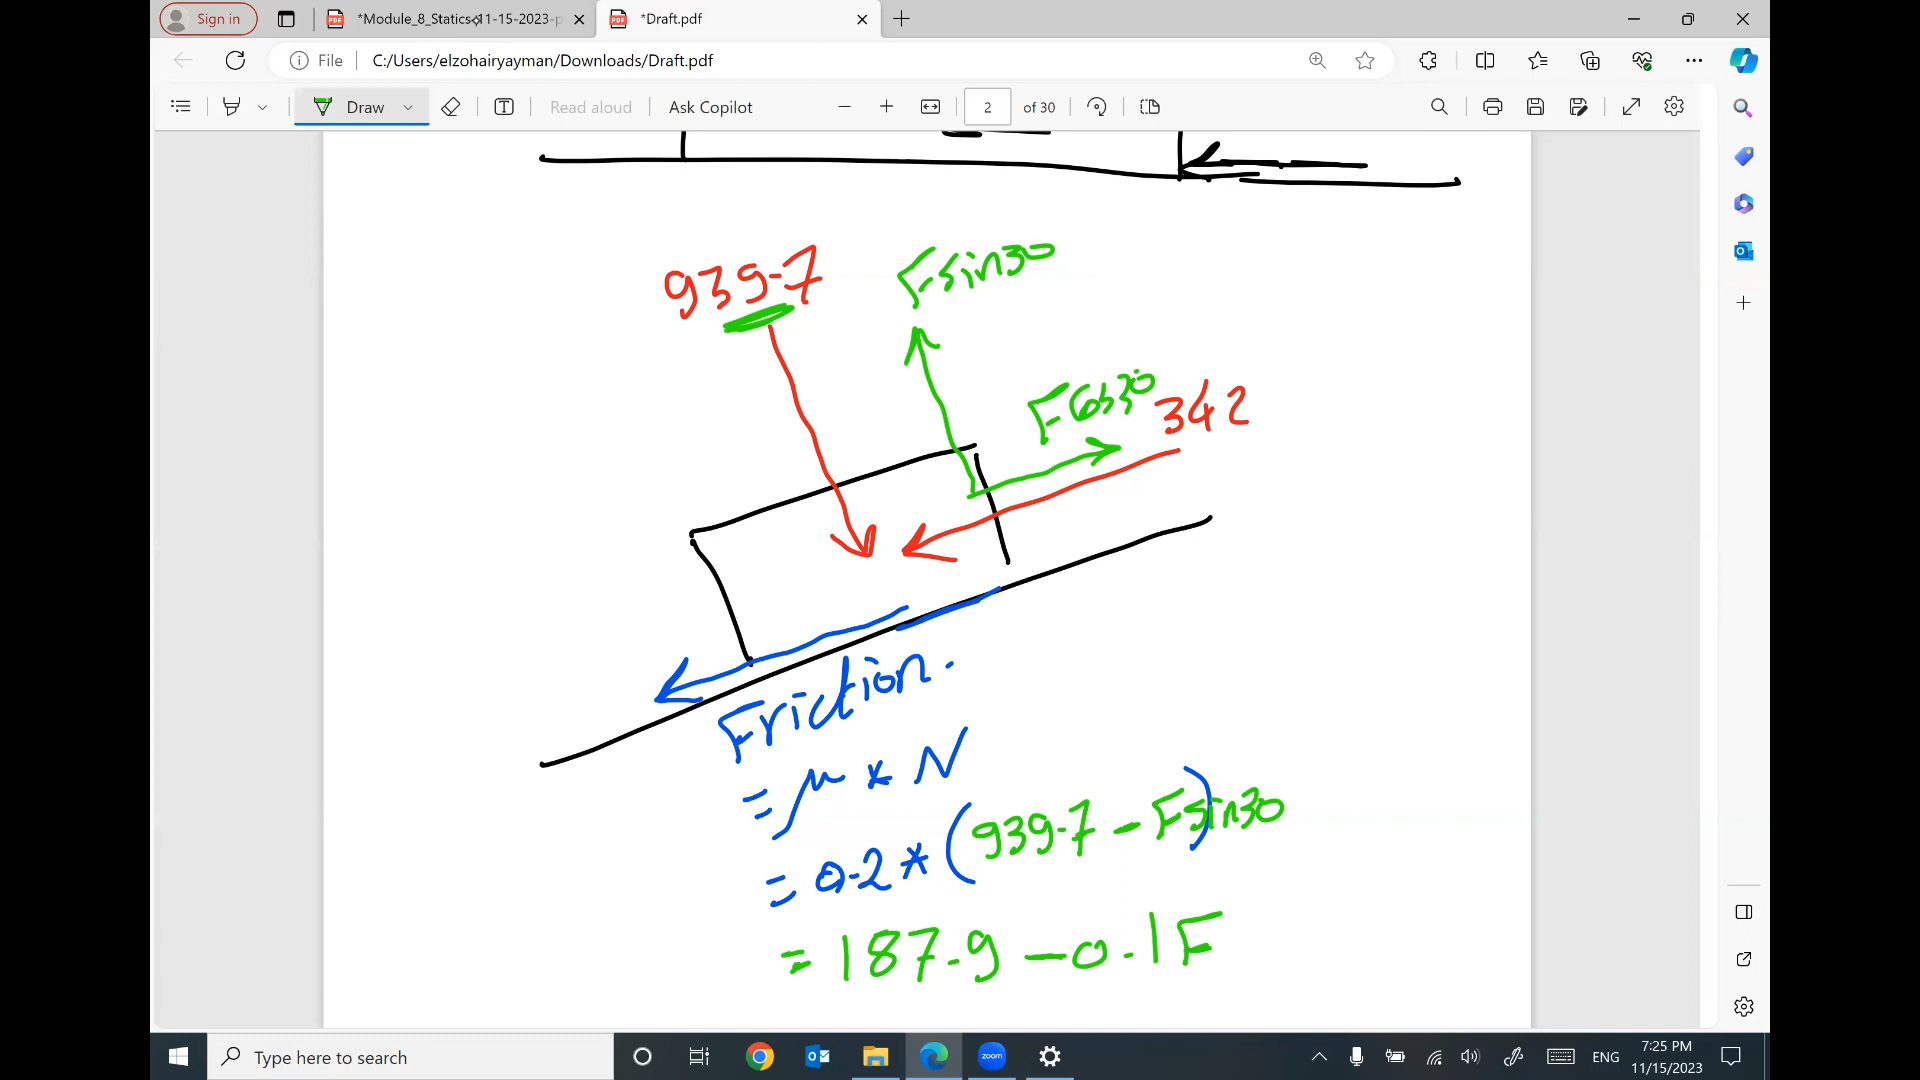 Sign in
*Module_8_Statics-11-15-2023-p
*Draft.pdf
File
C:/Users/elzohairyayman/Downloads/Draft.pdf
Draw
Read aloud
Ask Copilot
2
of 30
939.7
Fsin30
Fcos30
342
Friction.
= μ * N
= 0.2 * (939.7 - Fsin30)
= 187.9 - 0.1F
Type here to search
zoom
ENG
7:25 PM
11/15/2023